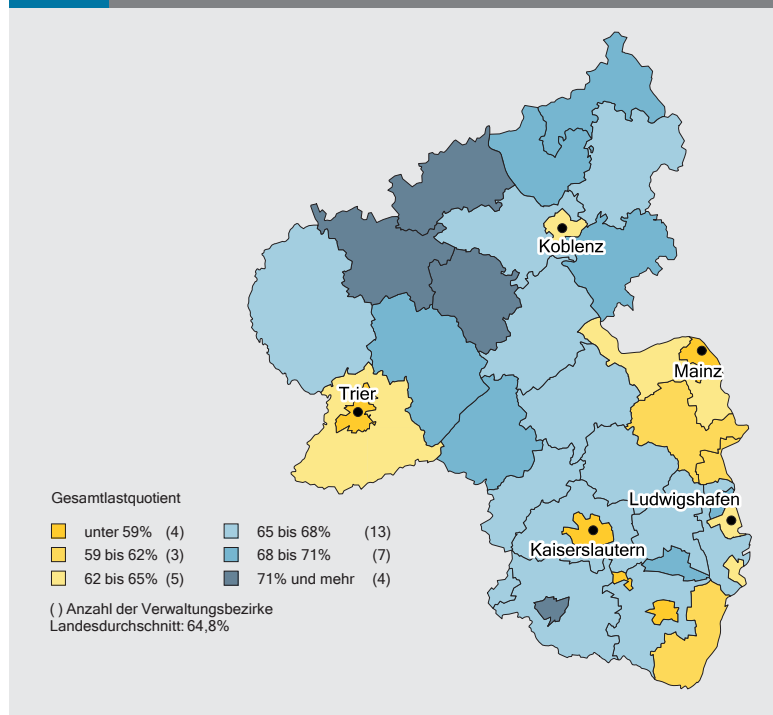 Koblenz
Mainz
Trier
Ludwigshafen
Kaiserslautern
Gesamtlastquotient
unter 59% (4) 65 bis 68% (13)
59 bis 62% (3) 68 bis 71% (7)
62 bis 65% (5) 71% und mehr (4)
( ) Anzahl der Verwaltungsbezirke
Landesdurchschnitt: 64,8%